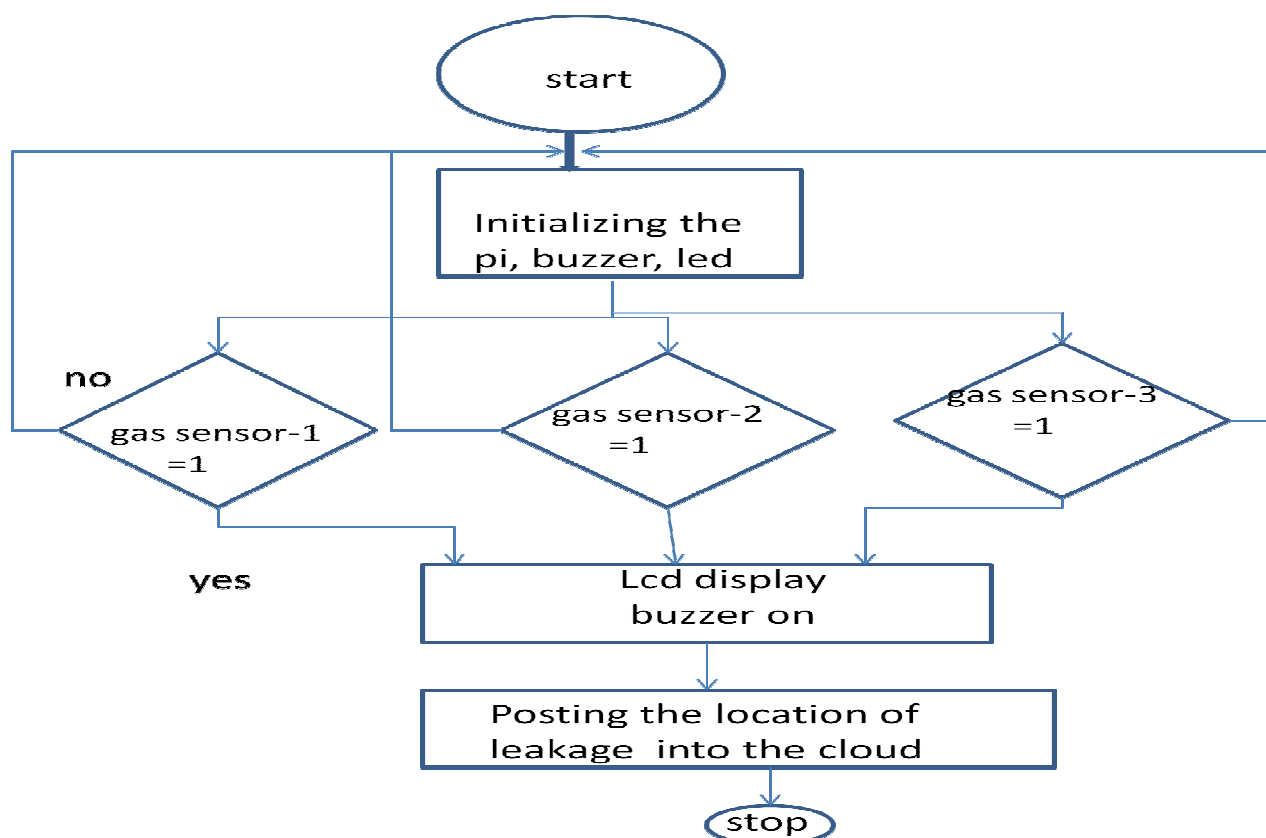 start
Initializing the
pi, buzzer, led
no
gas sensor-1
=1
gas sensor-2
=1
gas sensor-3
=1
yes
Lcd display
buzzer on
Posting the location of
leakage into the cloud
stop